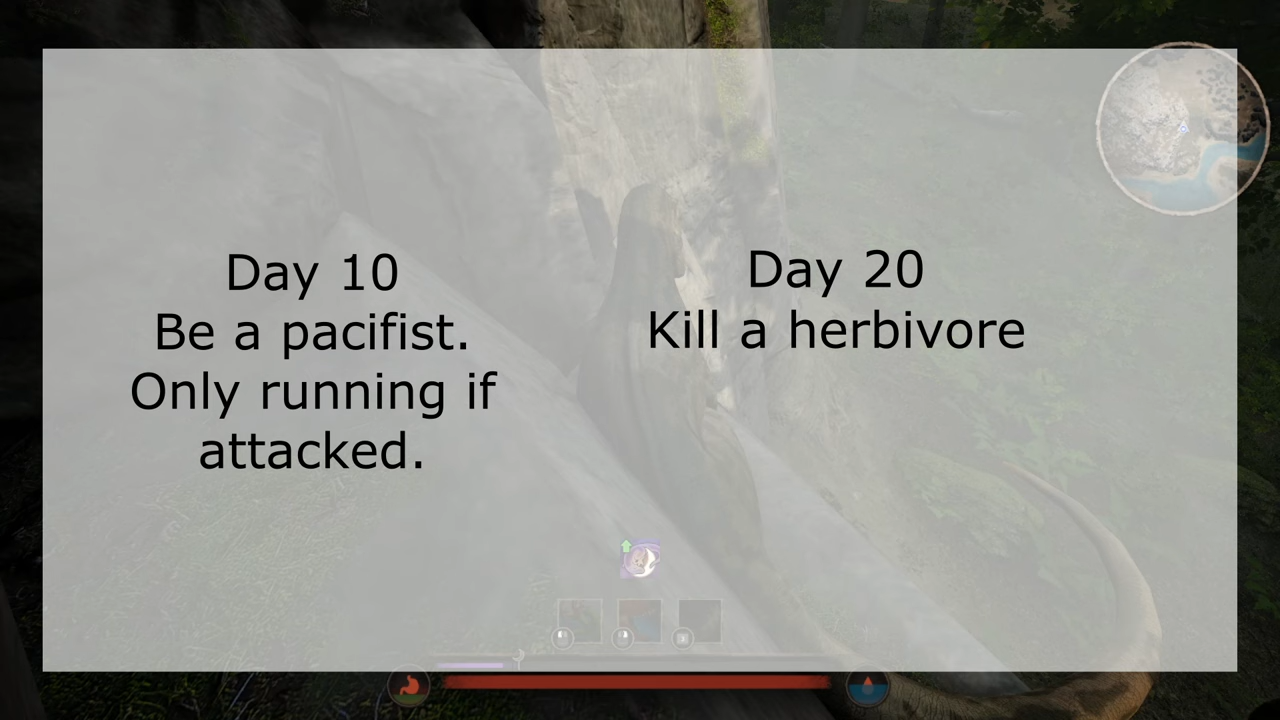 Day 10
Be a pacifist.
Only running if
attacked.
Day 20
Kill a herbivore